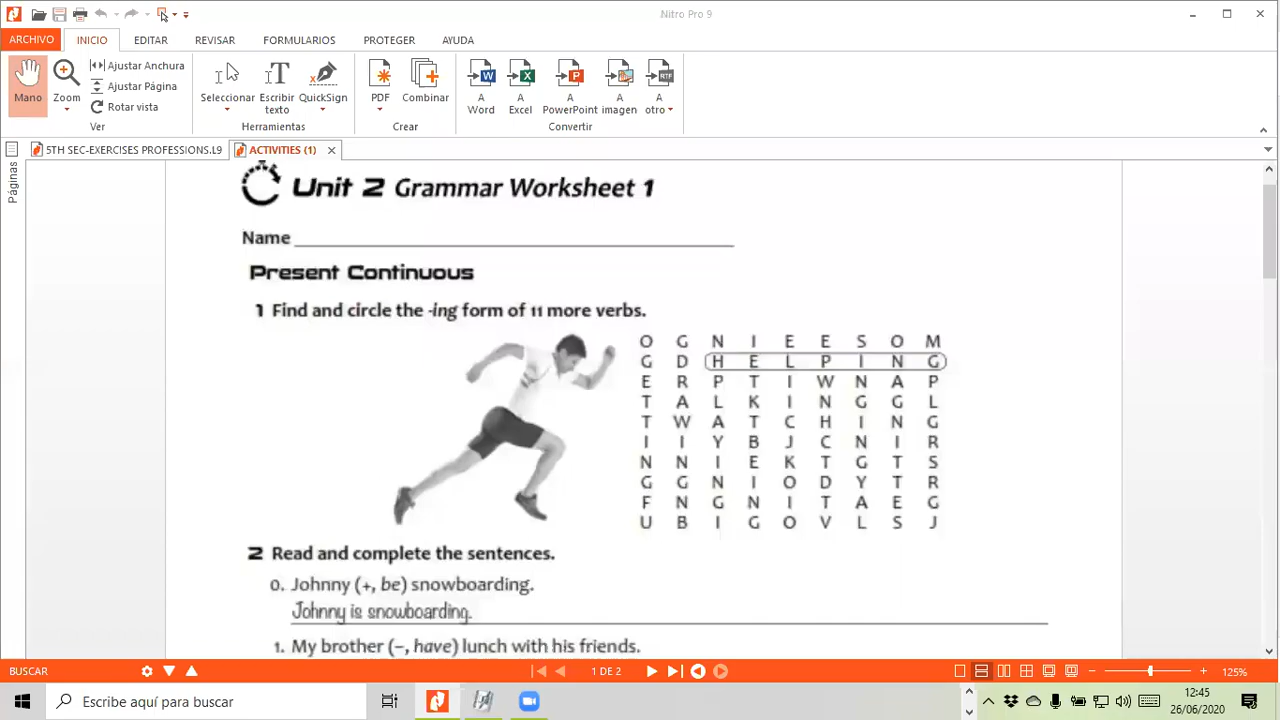 Nitro Pro 9
ARCHIVO INICIO EDITAR REVISAR FORMULARIOS PROTEGER AYUDA
Mano
Zoom
Ajustar Anchura
Ajustar Página
Rotar vista
Ver
Seleccionar
Escribir texto
QuickSign
Herramientas
PDF
Combinar
Crear
A Word
A Excel
A PowerPoint
A imagen
A otro
Convertir
5TH SEC-EXERCISES PROFESSIONS.L9
ACTIVITIES (1)
Páginas
Unit 2 Grammar Worksheet 1
Name
Present Continuous
1 Find and circle the -ing form of 11 more verbs.
O G N I E E S O M
G D H E L P I N G
E R P T I W N A P
T A L K I N G G L
T W A T C H I N G
I I Y B J C N I R
N N I E K T G T S
G G N I O D Y T R
F N G N I T A E G
U B I G O V L S J
2 Read and complete the sentences.
0. Johnny (+, be) snowboarding.
Johnny is snowboarding.
1. My brother (–, have) lunch with his friends.
BUSCAR
1 DE 2
125%
Escribe aquí para buscar
12:45
26/06/2020